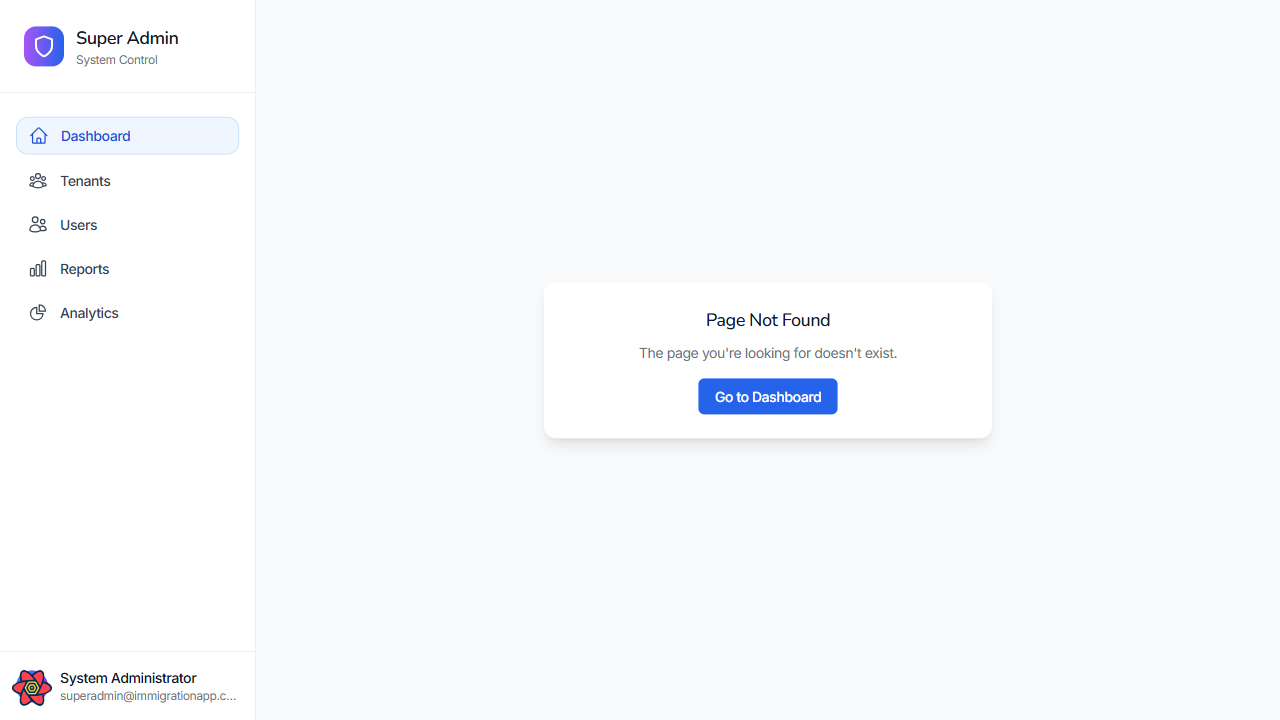 Super Admin
System Control
Dashboard
Tenants
Users
Reports
Analytics
Page Not Found
The page you're looking for doesn't exist.
Go to Dashboard
System Administrator
superadmin@immigrationapp.c...